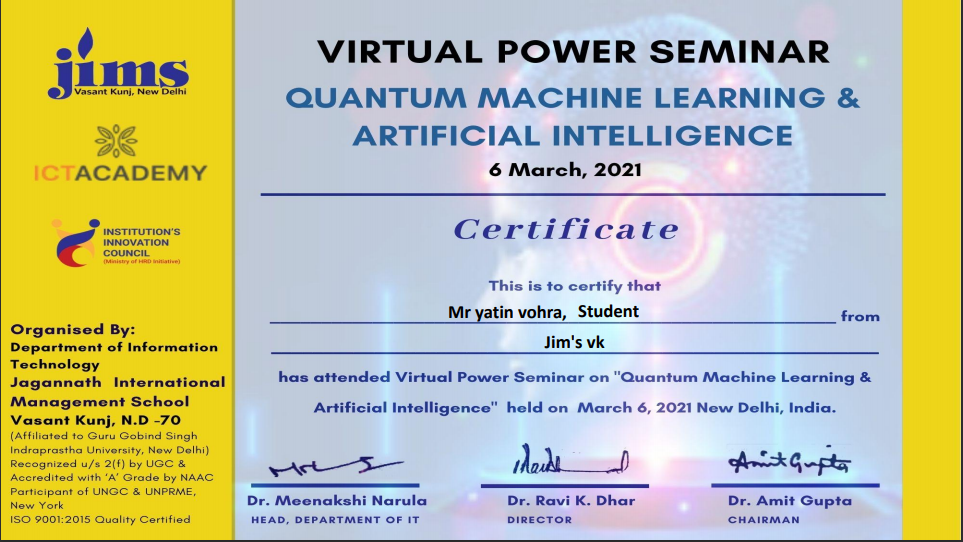 jims
Vasant Kunj, New Delhi
ICTACADEMY
INSTITUTION'S
INNOVATION
COUNCIL
(Ministry of HRD Initiative)
Organised By:
Department of Information
Technology
Jagannath International
Management School
Vasant Kunj, N.D -70
(Affiliated to Guru Gobind Singh
Indraprastha University, New Delhi)
Recognized u/s 2(f) by UGC &
Accredited with 'A' Grade by NAAC
Participant of UNGC & UNPRME,
New York
ISO 9001:2015 Quality Certified
VIRTUAL POWER SEMINAR
QUANTUM MACHINE LEARNING &
ARTIFICIAL INTELLIGENCE
6 March, 2021
Certificate
This is to certify that
Mr yatin vohra, Student from
Jim's vk
has attended Virtual Power Seminar on "Quantum Machine Learning &
Artificial Intelligence" held on March 6, 2021 New Delhi, India.
Amit Gupta
Dr. Meenakshi Narula Dr. Ravi K. Dhar Dr. Amit Gupta
HEAD, DEPARTMENT OF IT DIRECTOR CHAIRMAN